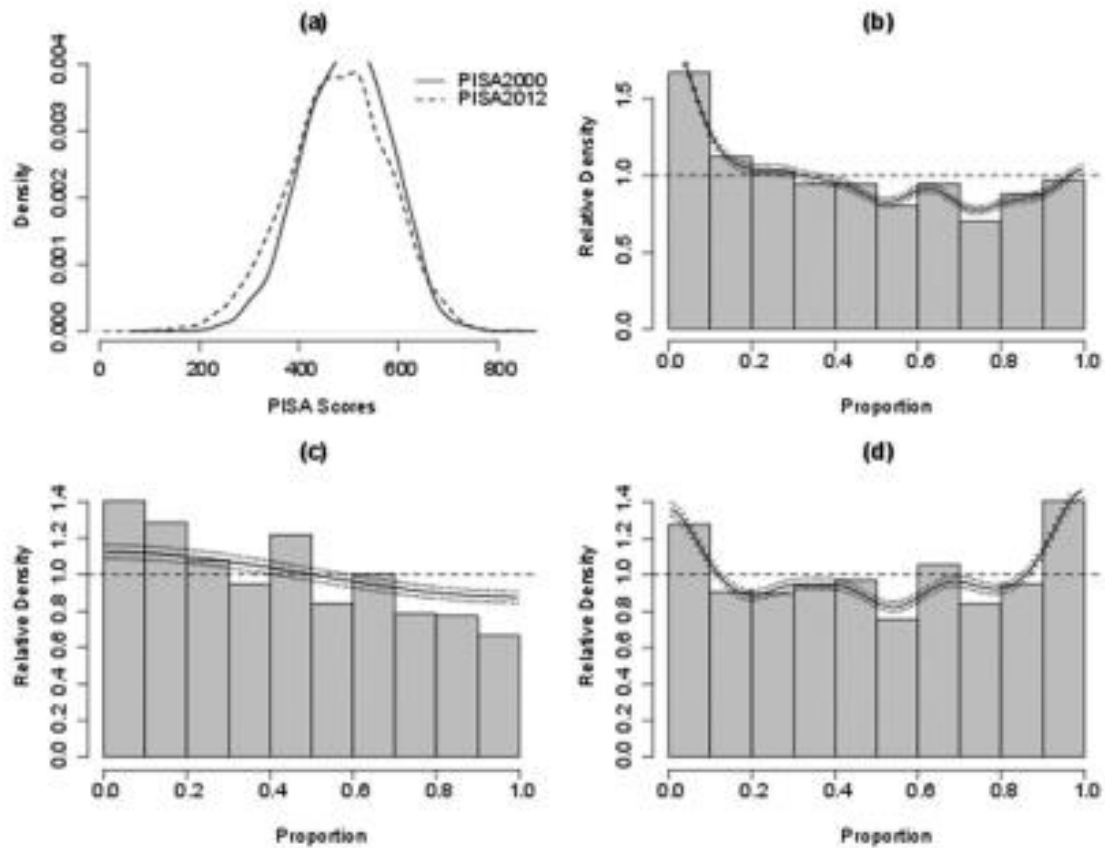 (a)
Density
0.000 0.001 0.002 0.003 0.004
PISA2000
PISA2012
0 200 400 600 800
PISA Scores
(b)
Relative Density
0.0 0.5 1.0 1.5
0.0 0.2 0.4 0.6 0.8 1.0
Proportion
(c)
Relative Density
0.0 0.2 0.4 0.6 0.8 1.0 1.2 1.4
0.0 0.2 0.4 0.6 0.8 1.0
Proportion
(d)
Relative Density
0.0 0.2 0.4 0.6 0.8 1.0 1.2 1.4
0.0 0.2 0.4 0.6 0.8 1.0
Proportion